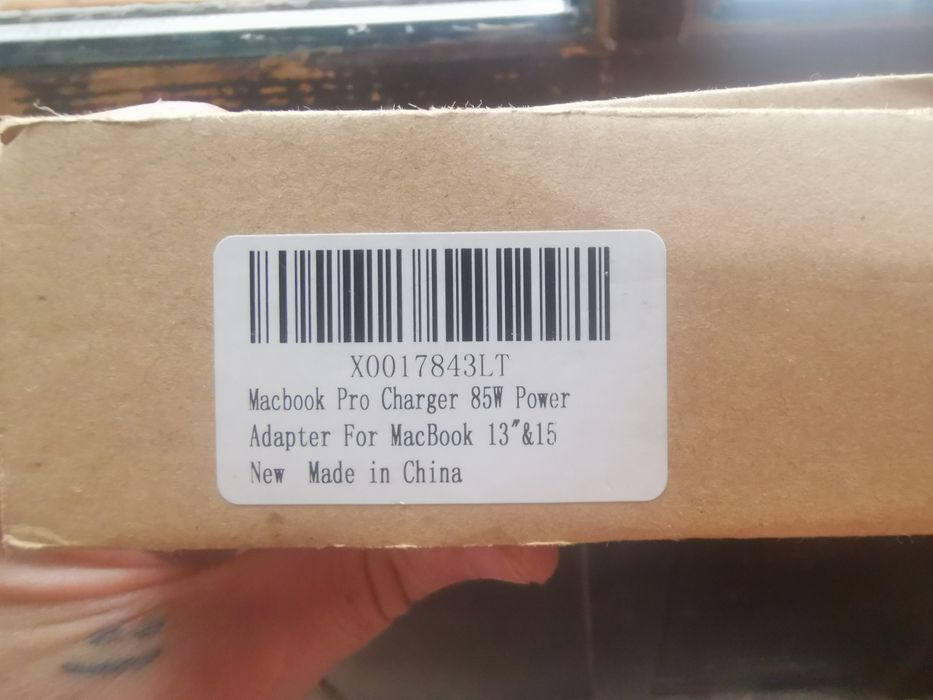 X0017843LT
Macbook Pro Charger 85W Power
Adapter For MacBook 13″&15
New Made in China